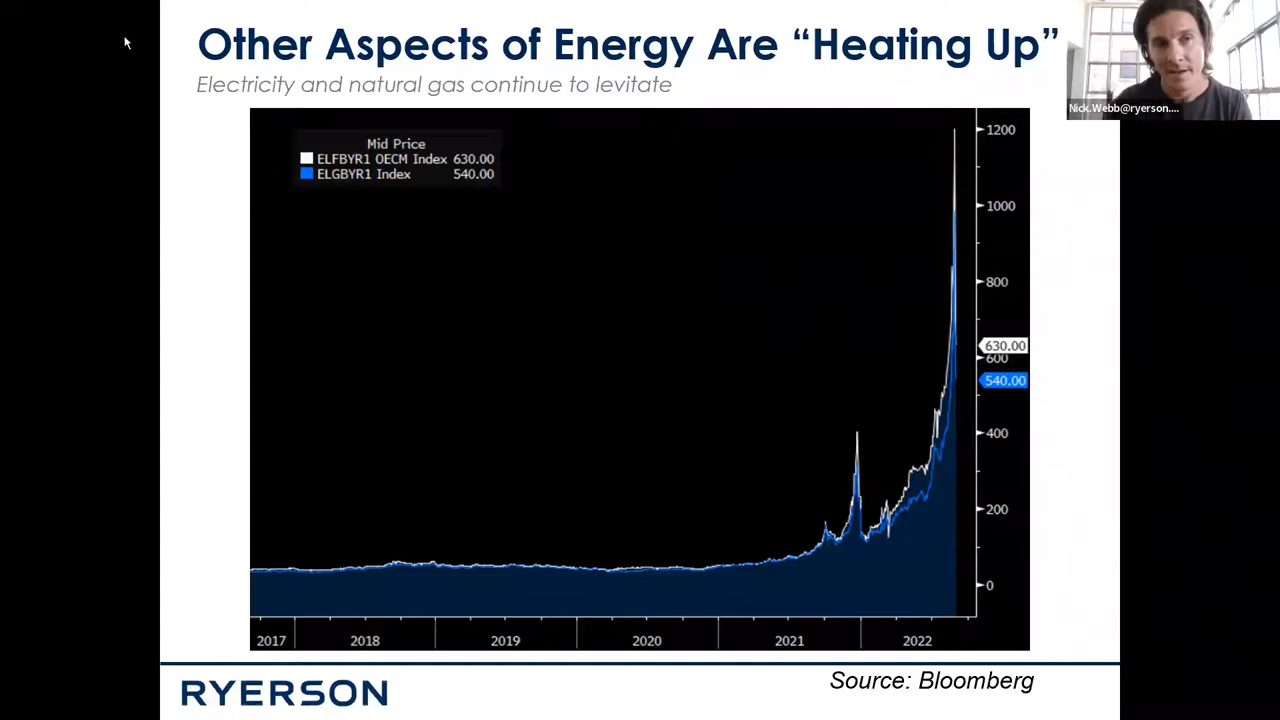 Other Aspects of Energy Are “Heating Up”
Electricity and natural gas continue to levitate
Nick.Webb@ryerson....
Mid Price
ELFBYR1 OECM Index 630.00
ELGBYR1 Index 540.00
1200
1000
800
630.00
600
540.00
400
200
0
2017 2018 2019 2020 2021 2022
Source: Bloomberg
RYERSON